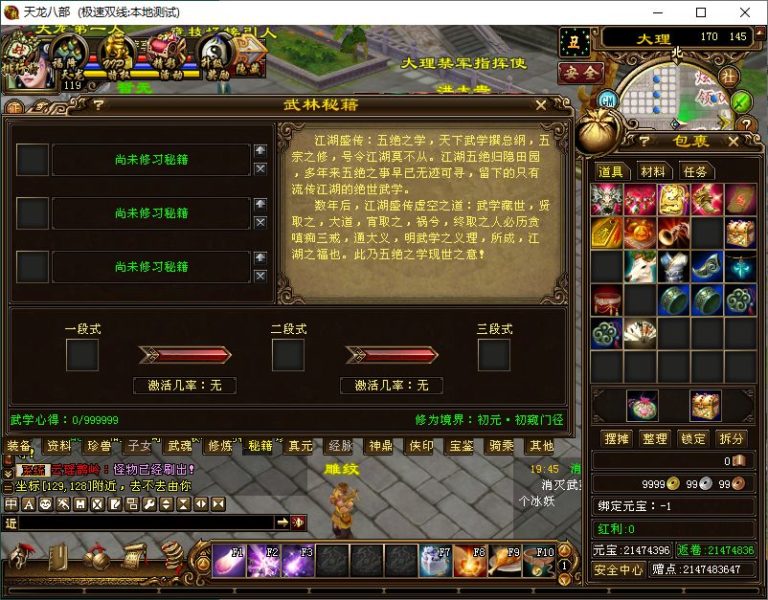 天龙八部 (极速双线:本地测试)
大理 170 145
北
丑
安全
大理禁军指挥使
119
GM
武林秘籍
包裹
道具 材料 任务
尚未修习秘籍
尚未修习秘籍
尚未修习秘籍
江湖盛传：五绝之学，天下武学撰总纲，五
宗之修，号令江湖莫不从。江湖五绝归隐田园
，多年来五绝之事早已无迹可寻，留下的只有
流传江湖的绝世武学。
数年后，江湖盛传虚空之道：武学藏世，贤
取之，大道，宵取之，祸兮，终取之人必历贪
嗔痴三戒，通大义，明武学之义理，所成，江
湖之福也。此乃五绝之学现世之意！
一段式 二段式 三段式
激活几率：无 激活几率：无
武学心得：0/999999 修为境界：初元·初窥门径
装备 资料 珍兽 子女 武魂 修炼 秘籍 真元 经脉 神鼎 侠印 宝鉴 骑乘 其他
怪物已经刷出!
坐标[129,128]附近，去不去由你
雕纹
19:45
消灭武
个冰妖
近
F1 F2 F3 F7 F8 F9 F10
1
摆摊 整理 锁定 拆分
0
9999 99 99
绑定元宝：-1
红利:0
元宝:21474396 返卷:21474836
安全中心 赠点:2147483647